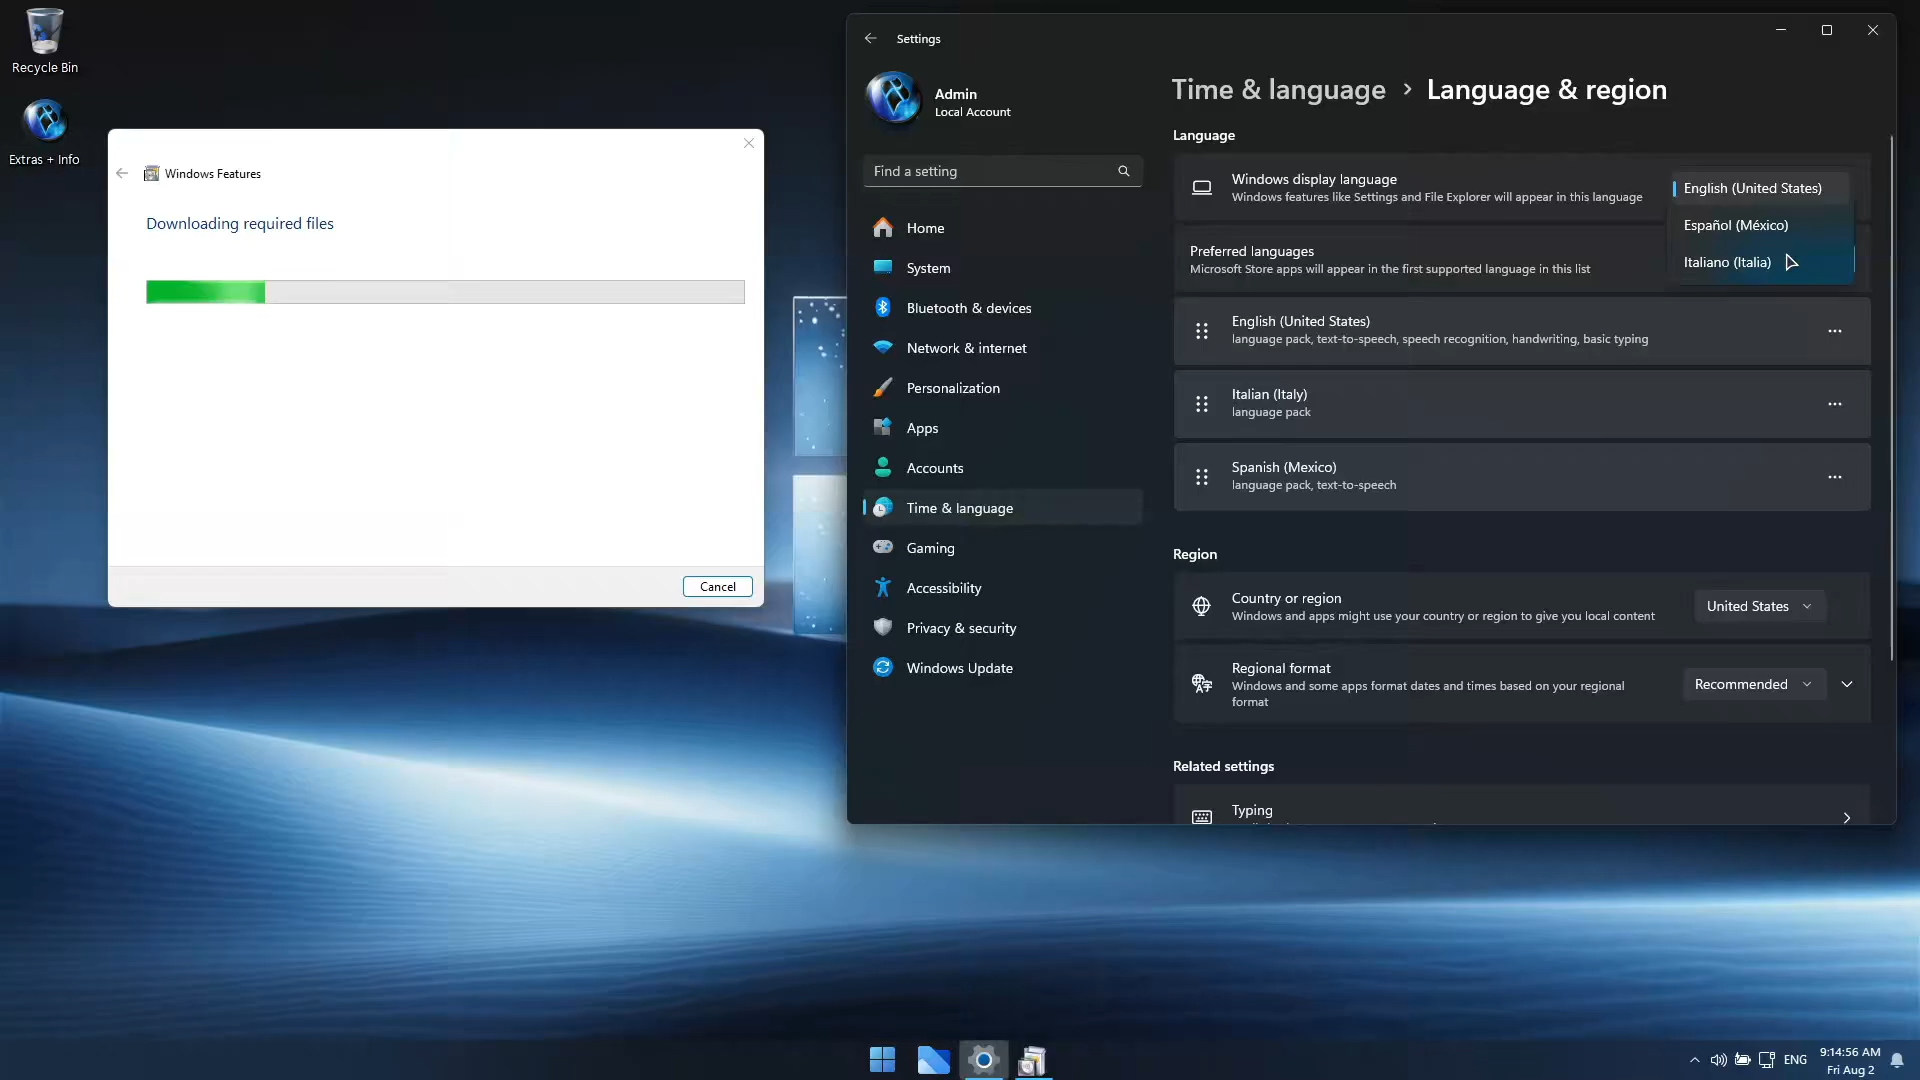 Recycle Bin
Extras + Info
Windows Features
Downloading required files
Cancel
Settings
Admin
Local Account
Find a setting
Home
System
Bluetooth & devices
Network & internet
Personalization
Apps
Accounts
Time & language
Gaming
Accessibility
Privacy & security
Windows Update
Time & language › Language & region
Language
Windows display language
Windows features like Settings and File Explorer will appear in this language
English (United States)
Español (México)
Italiano (Italia)
Preferred languages
Microsoft Store apps will appear in the first supported language in this list
English (United States)
language pack, text-to-speech, speech recognition, handwriting, basic typing
Italian (Italy)
language pack
Spanish (Mexico)
language pack, text-to-speech
Region
Country or region
Windows and apps might use your country or region to give you local content
United States
Regional format
Windows and some apps format dates and times based on your regional
format
Recommended
Related settings
Typing
ENG
9:14:56 AM
Fri Aug 2